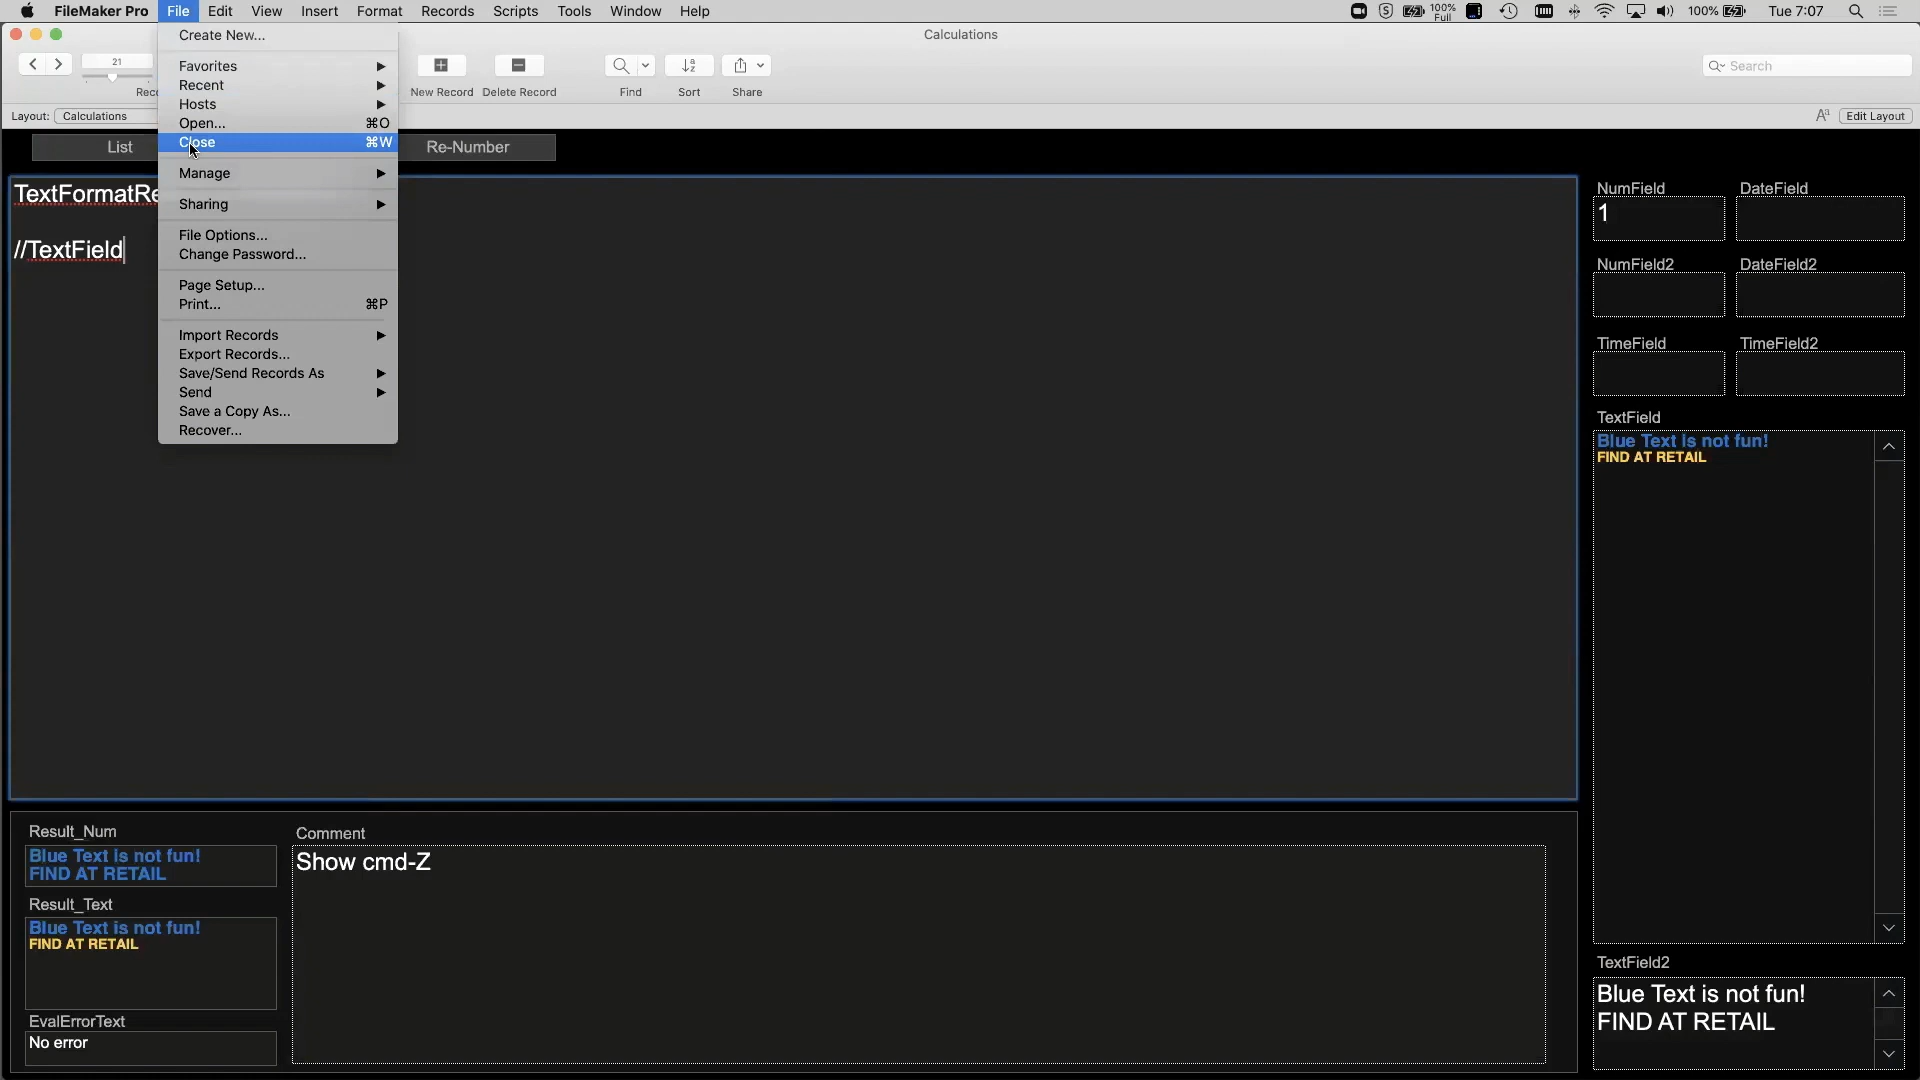 FileMaker Pro File Edit View Insert Format Records Scripts Tools Window Help 100% Full 100% Tue 7:07
Calculations
21
Search
New Record Delete Record Find Sort Share
Layout: Calculations Edit Layout
Create New...
Favorites
Recent
Hosts
Open... ⌘O
Close ⌘W
Manage
Sharing
File Options...
Change Password...
Page Setup...
Print... ⌘P
Import Records
Export Records...
Save/Send Records As
Send
Save a Copy As...
Recover...
List Re-Number
//TextField
NumField DateField
1
NumField2 DateField2
TimeField TimeField2
TextField
Blue Text is not fun!
FIND AT RETAIL
TextField2
Blue Text is not fun!
FIND AT RETAIL
Result_Num
Blue Text is not fun!
FIND AT RETAIL
Result_Text
Blue Text is not fun!
FIND AT RETAIL
EvalErrorText
No error
Comment
Show cmd-Z